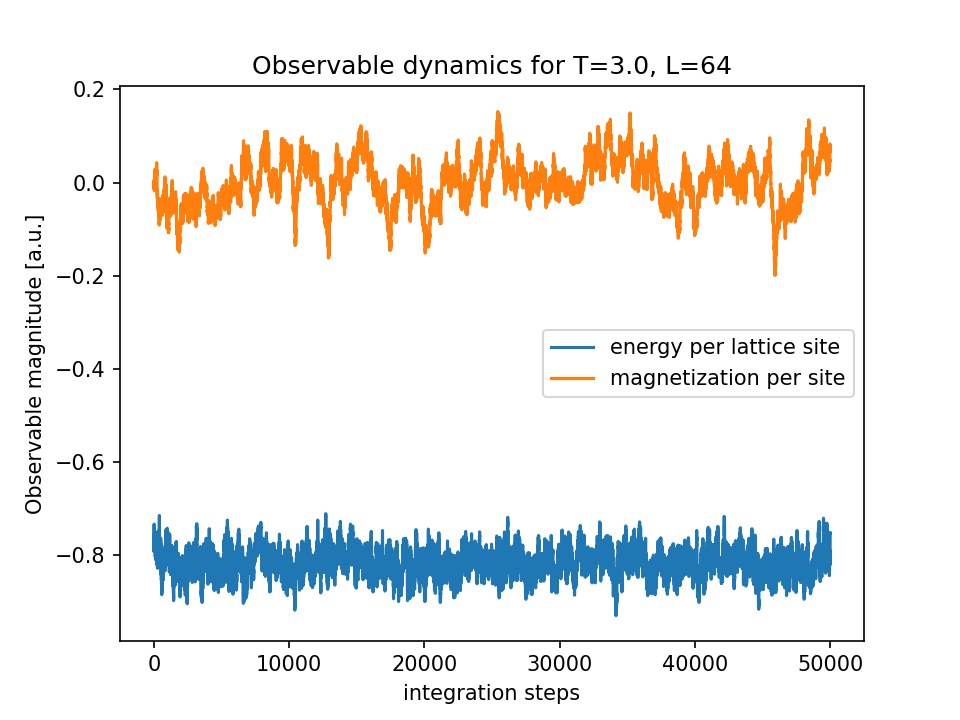 Observable dynamics for T=3.0, L=64
Observable magnitude [a.u.]
0.2
0.0
−0.2
−0.4
−0.6
−0.8
energy per lattice site
magnetization per site
0 10000 20000 30000 40000 50000
integration steps